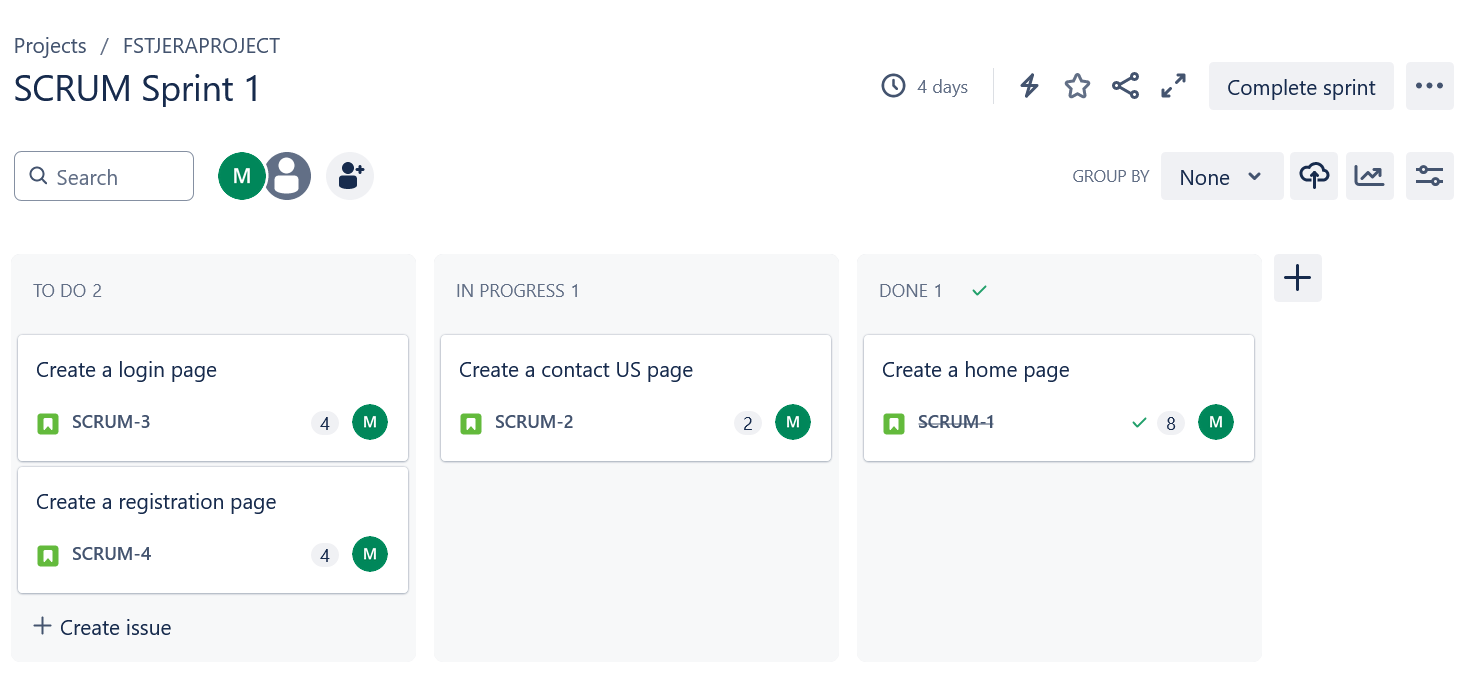 Projects / FSTJERAPROJECT
SCRUM Sprint 1
4 days
Complete sprint
Search
M
GROUP BY
None
TO DO 2
Create a login page
SCRUM-3 4 M
Create a registration page
SCRUM-4 4 M
+ Create issue
IN PROGRESS 1
Create a contact US page
SCRUM-2 2 M
DONE 1
Create a home page
SCRUM-1 8 M